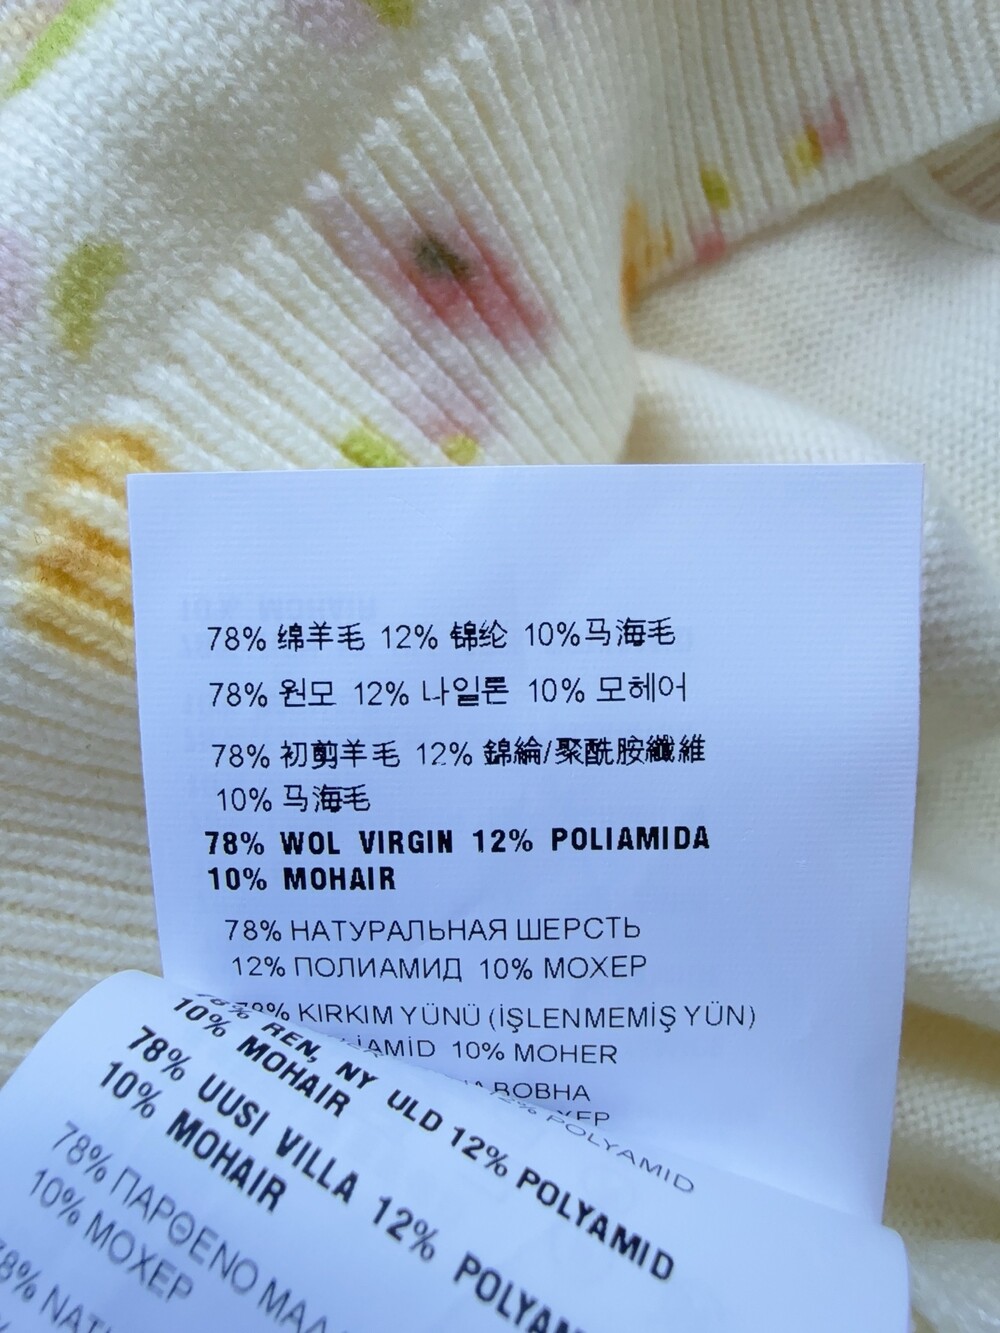 78% 绵羊毛 12% 锦纶 10%马海毛
78% 원모 12% 나일론 10% 모헤어
78% 初剪羊毛 12% 錦綸/聚酰胺纖維
10% 马海毛
78% WOL VIRGIN 12% POLIAMIDA
10% MOHAIR
78% НАТУРАЛЬНАЯ ШЕРСТЬ
12% ПОЛИАМИД 10% МОХЕР
78% KIRKIM YÜNÜ (İŞLENMEMİŞ YÜN)
10% MOHER
ВОВНА
POLYAMID
78% REN, NY ULD 12% POLYAMID
10% MOHAIR
78% UUSI VILLA 12%
10% MOHAIR
78% ΠΑΡΘΕΝΟ
10% ΜΟΧΕΡ